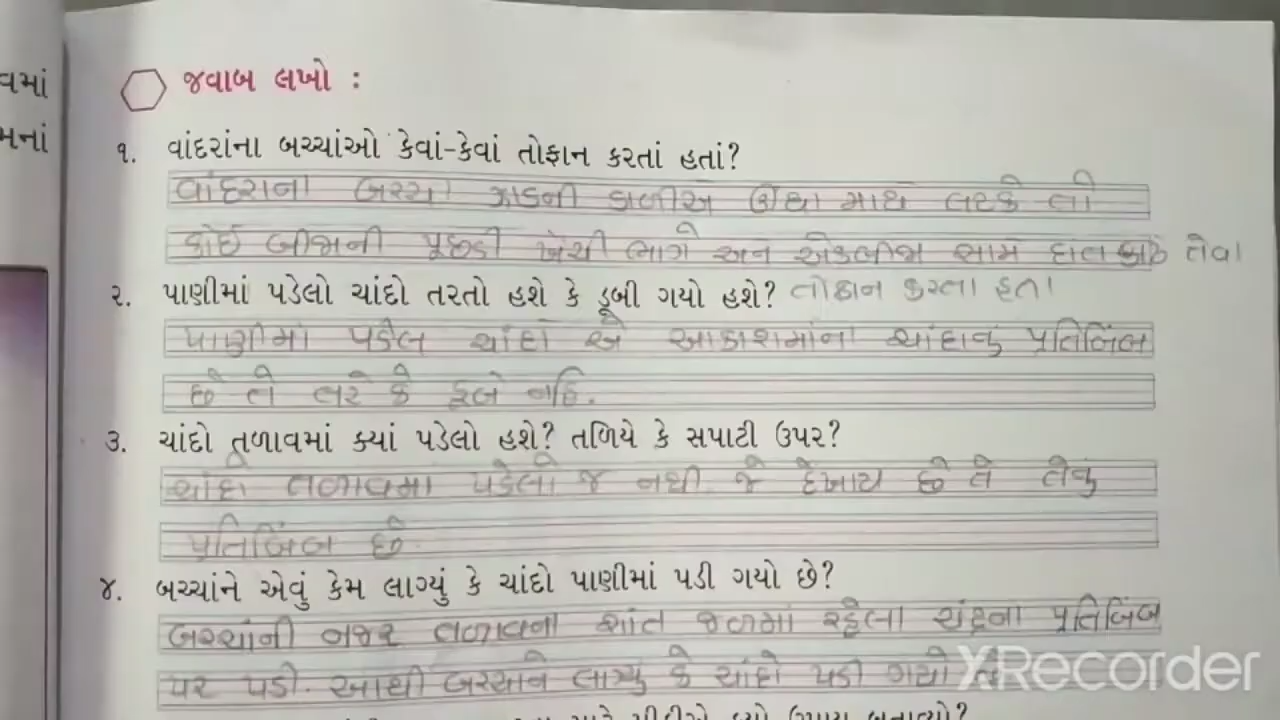 વમાં
મનાં
જવાબ લખો :
૧. વાંદરાંના બચ્ચાંઓ કેવાં-કેવાં તોફાન કરતાં હતાં?
વાંદરાના બચ્ચા ઝાડની ડાળીએ ઊંધા માથે લટકે તો
કોઈ બીજાની પૂછડી ખેંચી ભાગે અને એકબીજા સામે દાંત કાઢે તેવા
તોફાન કરતા હતા
૨. પાણીમાં પડેલો ચાંદો તરતો હશે કે ડૂબી ગયો હશે?
પાણીમાં પડેલ ચાંદો એ આકાશમાંના ચાંદાનું પ્રતિબિંબ
છે તે તરે કે ડૂબે નહિ.
૩. ચાંદો તળાવમાં ક્યાં પડેલો હશે? તળિયે કે સપાટી ઉપર?
ચાંદો તળાવમા પડેલો જ નથી. જે દેખાય છે તે તેનું
પ્રતિબિંબ છે.
૪. બચ્ચાંને એવું કેમ લાગ્યું કે ચાંદો પાણીમાં પડી ગયો છે?
બચ્ચાંની નજર તળાવના શાંત જળમાં રહેલા ચંદ્રના પ્રતિબિંબ
પર પડી. આથી બચ્ચાંને લાગ્યુ કે ચાંદો પડી ગયો
XRecorder